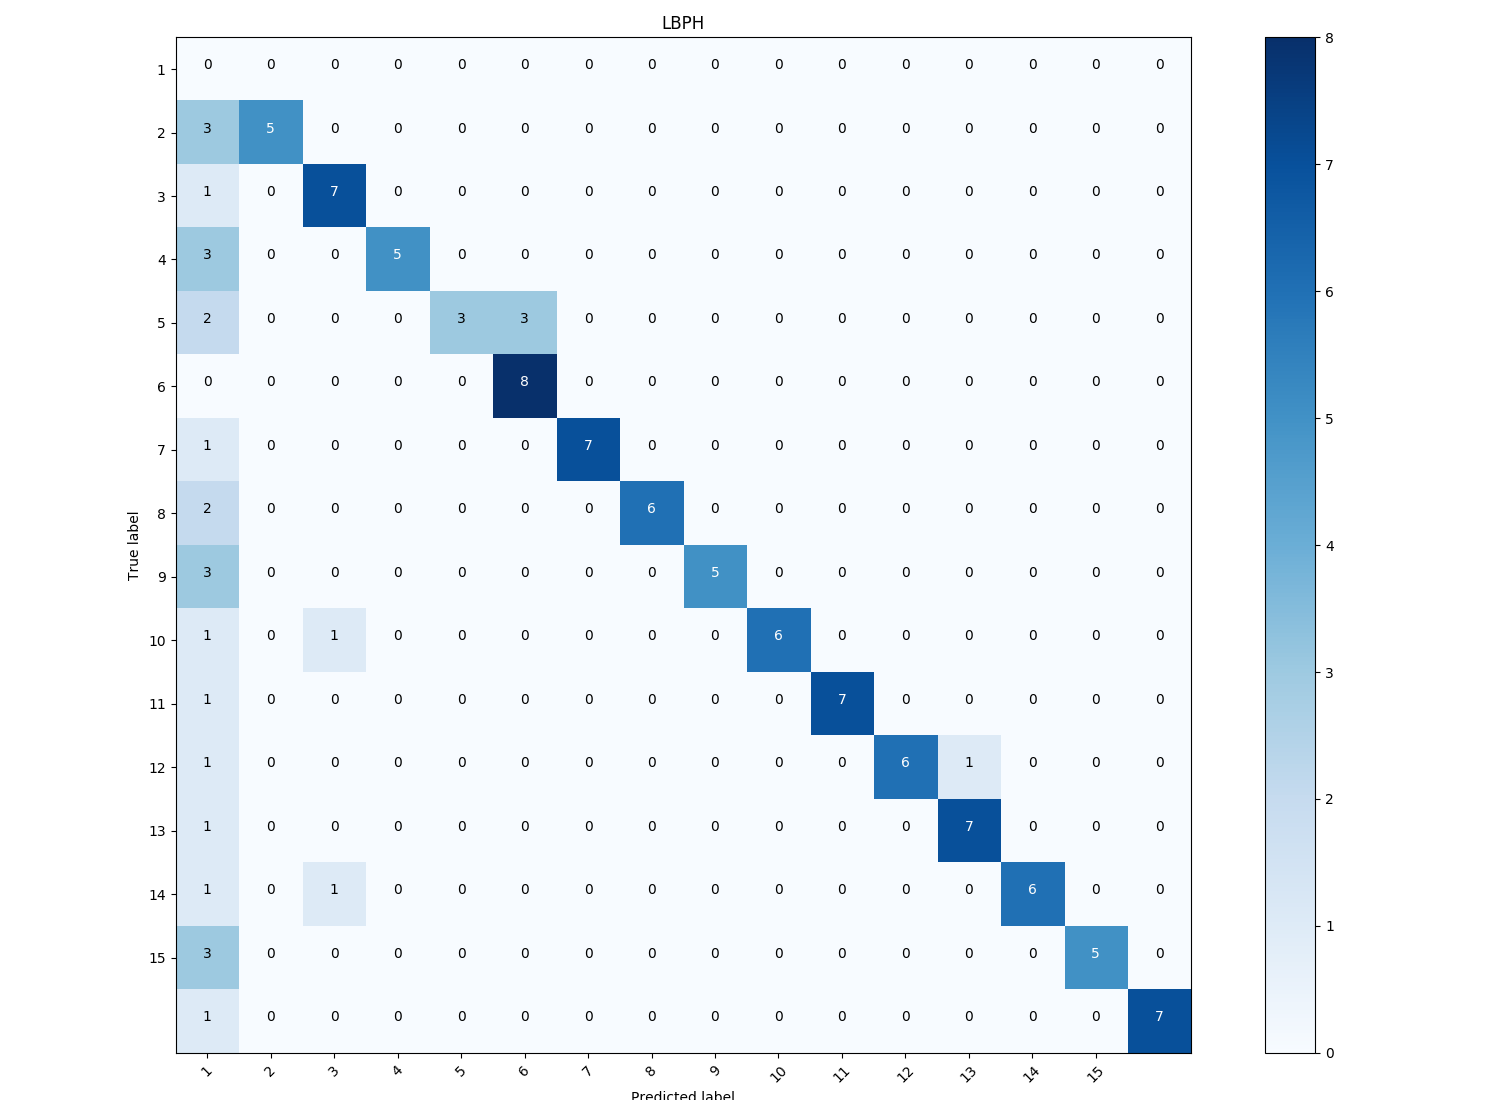 LBPH
1 0 0 0 0 0 0 0 0 0 0 0 0 0 0 0 0
2 3 5 0 0 0 0 0 0 0 0 0 0 0 0 0 0
3 1 0 7 0 0 0 0 0 0 0 0 0 0 0 0 0
4 3 0 0 5 0 0 0 0 0 0 0 0 0 0 0 0
5 2 0 0 0 3 3 0 0 0 0 0 0 0 0 0 0
6 0 0 0 0 0 8 0 0 0 0 0 0 0 0 0 0
7 1 0 0 0 0 0 7 0 0 0 0 0 0 0 0 0
8 2 0 0 0 0 0 0 6 0 0 0 0 0 0 0 0
9 3 0 0 0 0 0 0 0 5 0 0 0 0 0 0 0
10 1 0 1 0 0 0 0 0 0 6 0 0 0 0 0 0
11 1 0 0 0 0 0 0 0 0 0 7 0 0 0 0 0
12 1 0 0 0 0 0 0 0 0 0 0 6 1 0 0 0
13 1 0 0 0 0 0 0 0 0 0 0 0 7 0 0 0
14 1 0 1 0 0 0 0 0 0 0 0 0 0 6 0 0
15 3 0 0 0 0 0 0 0 0 0 0 0 0 0 5 0
1 0 0 0 0 0 0 0 0 0 0 0 0 0 0 7
1 2 3 4 5 6 7 8 9 10 11 12 13 14 15
True label
Predicted label
8
7
6
5
4
3
2
1
0